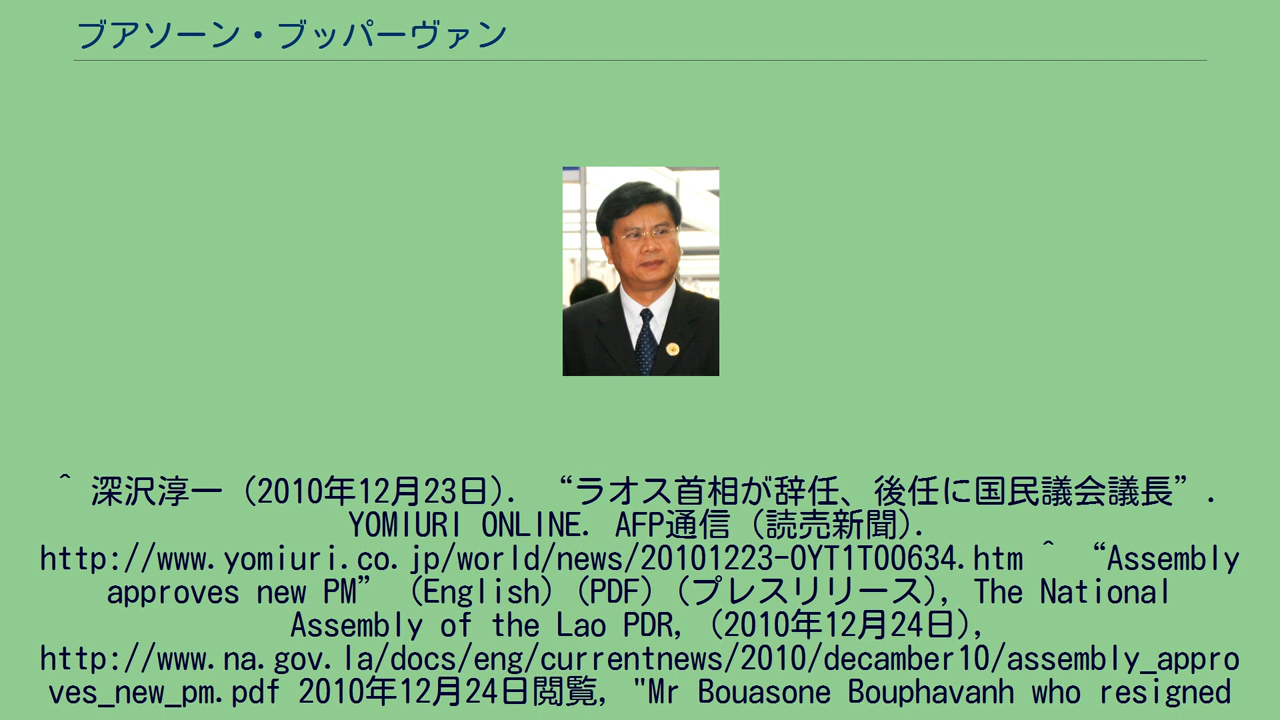 ブアソーン・ブッパーヴァン
^ 深沢淳一 (2010年12月23日). “ラオス首相が辞任、後任に国民議会議長”.
YOMIURI ONLINE. AFP通信 (読売新聞).
http://www.yomiuri.co.jp/world/news/20101223-OYT1T00634.htm ^ “Assembly
approves new PM” (English) (PDF) (プレスリリース), The National
Assembly of the Lao PDR, (2010年12月24日),
http://www.na.gov.la/docs/eng/currentnews/2010/decamber10/assembly_appro
ves_new_pm.pdf 2010年12月24日閲覧, "Mr Bouasone Bouphavanh who resigned